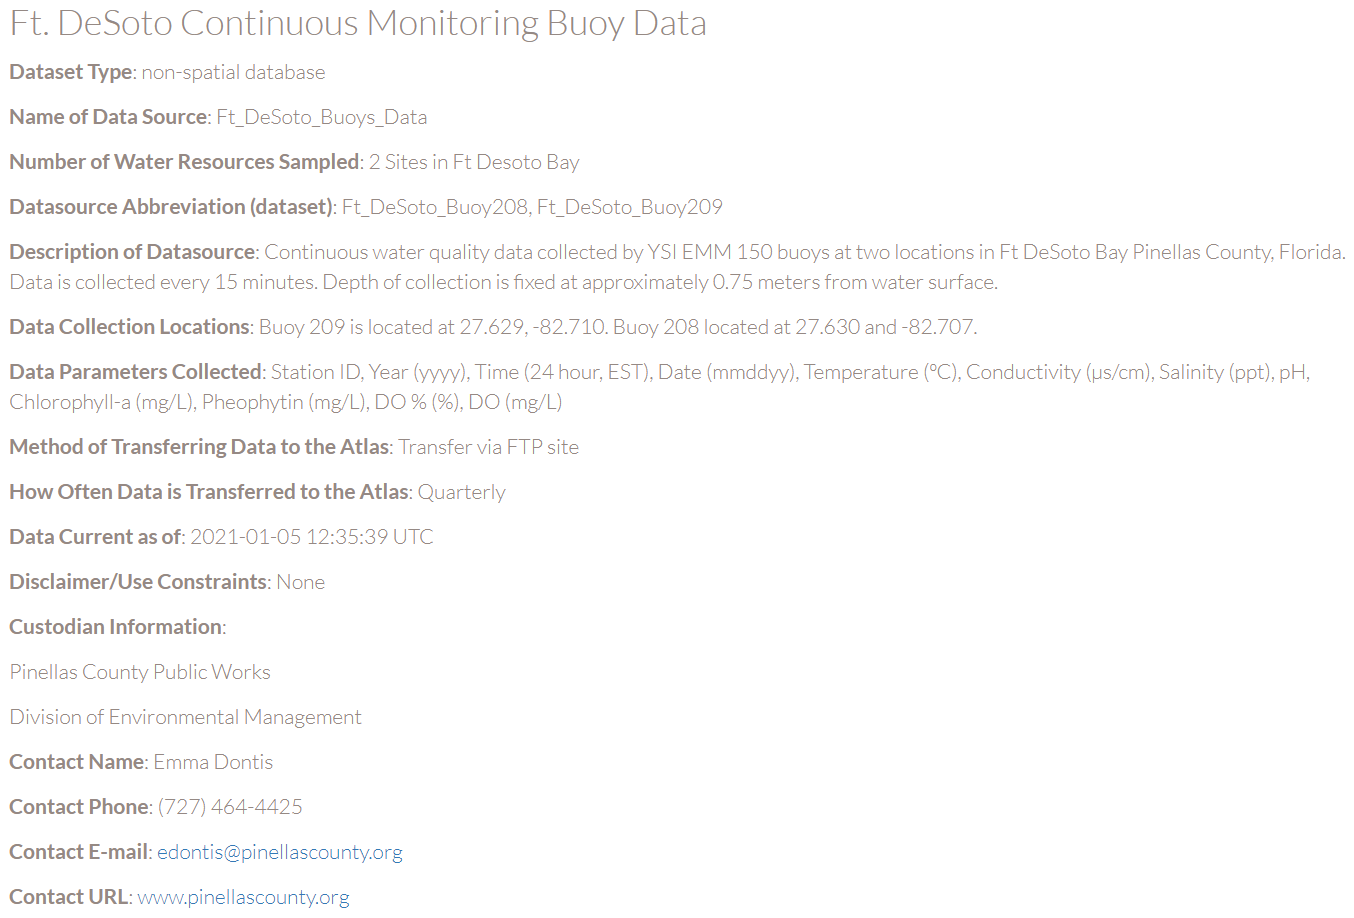 Ft. DeSoto Continuous Monitoring Buoy Data
Dataset Type: non-spatial database
Name of Data Source: Ft_DeSoto_Buoys_Data
Number of Water Resources Sampled: 2 Sites in Ft Desoto Bay
Datasource Abbreviation (dataset): Ft_DeSoto_Buoy208, Ft_DeSoto_Buoy209
Description of Datasource: Continuous water quality data collected by YSI EMM 150 buoys at two locations in Ft DeSoto Bay Pinellas County, Florida.
Data is collected every 15 minutes. Depth of collection is fixed at approximately 0.75 meters from water surface.
Data Collection Locations: Buoy 209 is located at 27.629, -82.710. Buoy 208 located at 27.630 and -82.707.
Data Parameters Collected: Station ID, Year (yyyy), Time (24 hour, EST), Date (mmddyy), Temperature (ºC), Conductivity (µs/cm), Salinity (ppt), pH,
Chlorophyll-a (mg/L), Pheophytin (mg/L), DO % (%), DO (mg/L)
Method of Transferring Data to the Atlas: Transfer via FTP site
How Often Data is Transferred to the Atlas: Quarterly
Data Current as of: 2021-01-05 12:35:39 UTC
Disclaimer/Use Constraints: None
Custodian Information:
Pinellas County Public Works
Division of Environmental Management
Contact Name: Emma Dontis
Contact Phone: (727) 464-4425
Contact E-mail: edontis@pinellascounty.org
Contact URL: www.pinellascounty.org